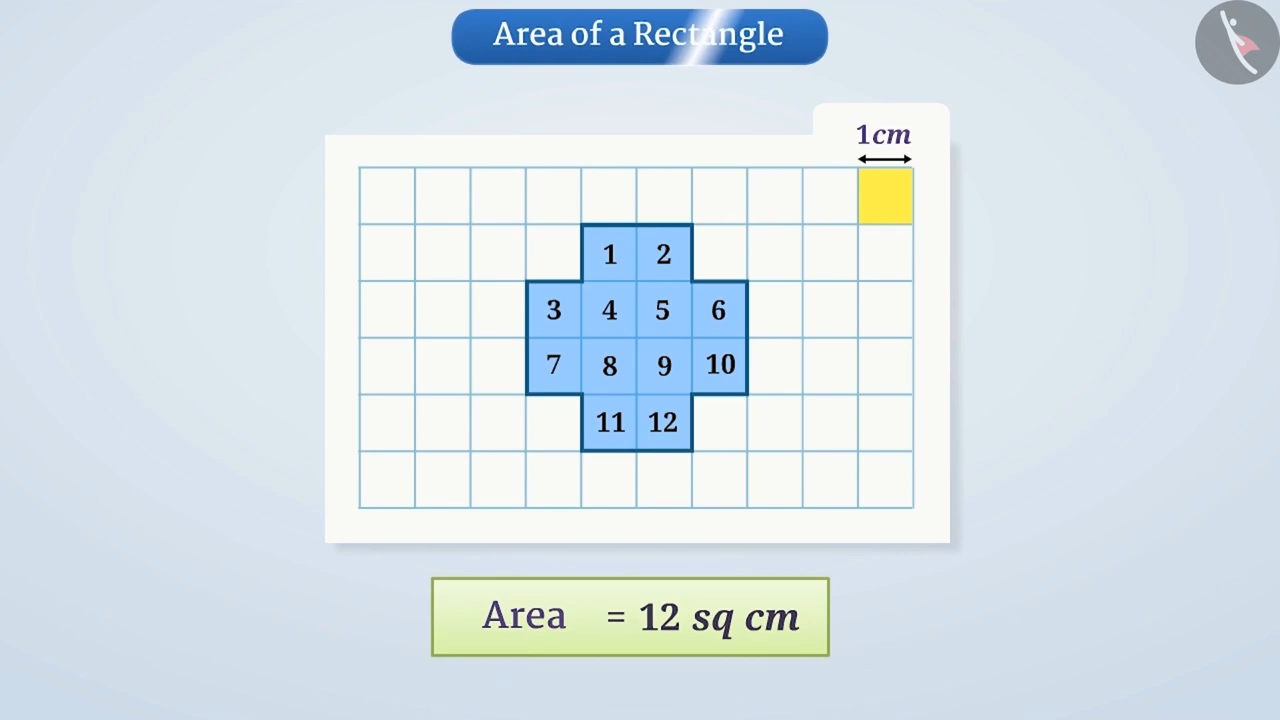 Area of a Rectangle
1cm
1 2
3 4 5 6
7 8 9 10
11 12
Area = 12 sq cm